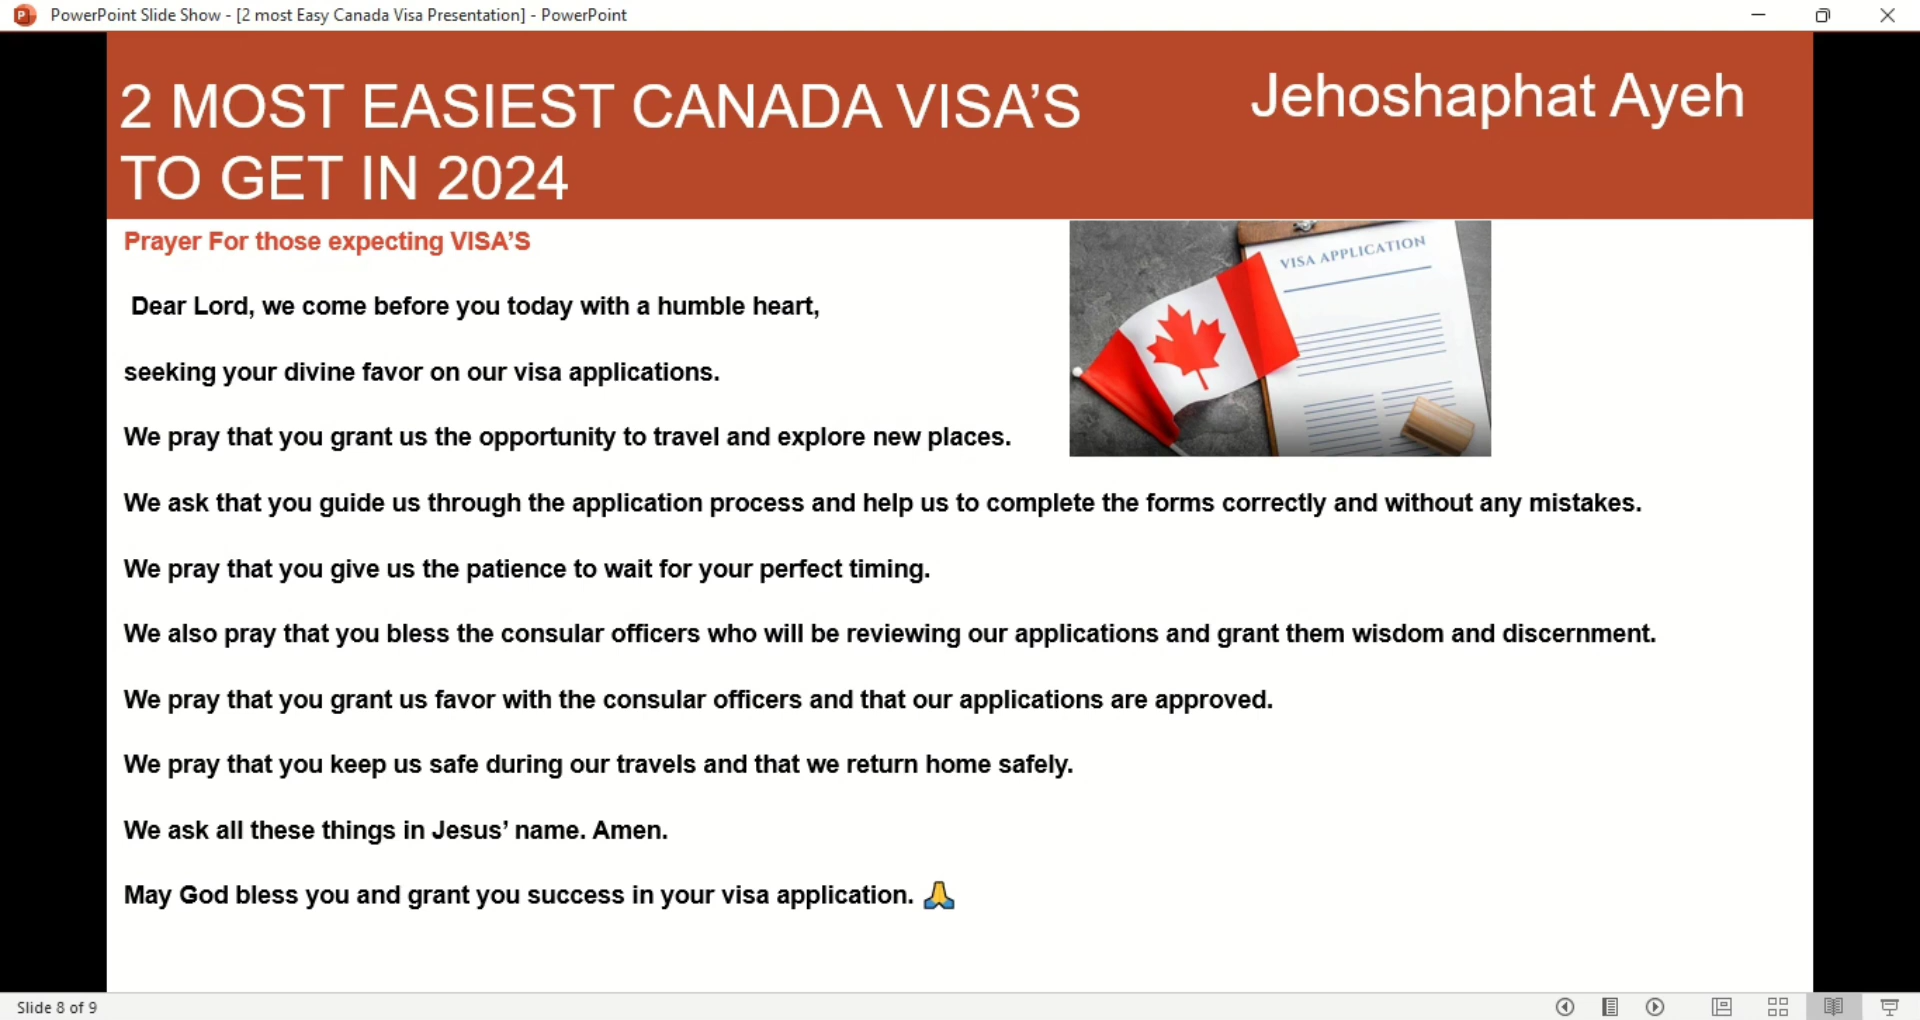 PowerPoint Slide Show - [2 most Easy Canada Visa Presentation] - PowerPoint
2 MOST EASIEST CANADA VISA’S
TO GET IN 2024
Jehoshaphat Ayeh
Prayer For those expecting VISA’S
VISA APPLICATION
Dear Lord, we come before you today with a humble heart,
seeking your divine favor on our visa applications.
We pray that you grant us the opportunity to travel and explore new places.
We ask that you guide us through the application process and help us to complete the forms correctly and without any mistakes.
We pray that you give us the patience to wait for your perfect timing.
We also pray that you bless the consular officers who will be reviewing our applications and grant them wisdom and discernment.
We pray that you grant us favor with the consular officers and that our applications are approved.
We pray that you keep us safe during our travels and that we return home safely.
We ask all these things in Jesus’ name. Amen.
May God bless you and grant you success in your visa application. 🙏
Slide 8 of 9